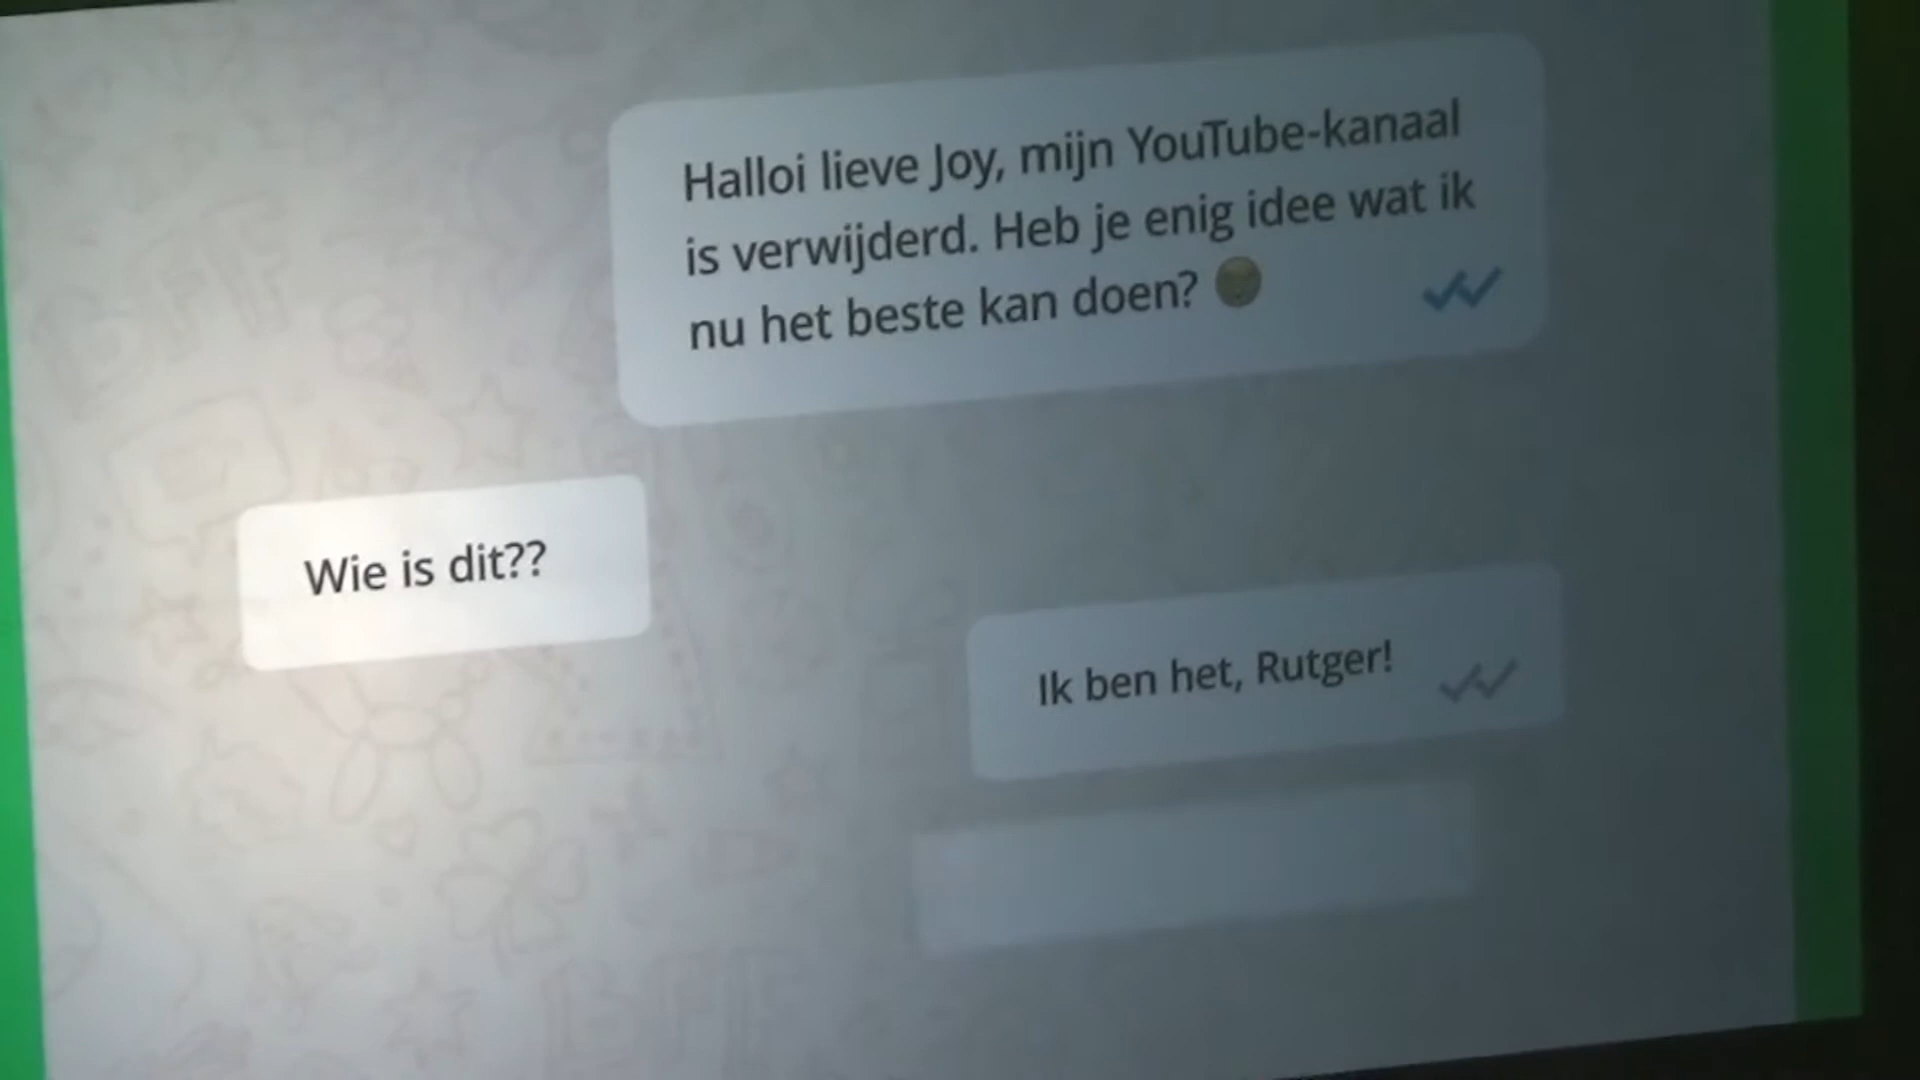 Halloi lieve Joy, mijn YouTube-kanaal
is verwijderd. Heb je enig idee wat ik
nu het beste kan doen?
Wie is dit??
Ik ben het, Rutger!